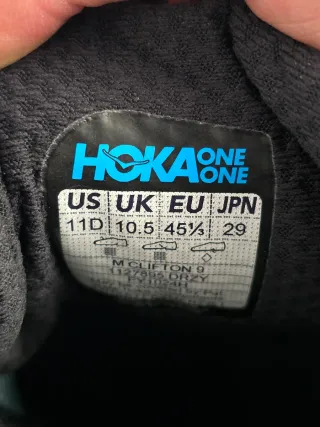 HOKA ONE ONE
US UK EU JPN
11D 10.5 45⅓ 29
M CLIFTON 9